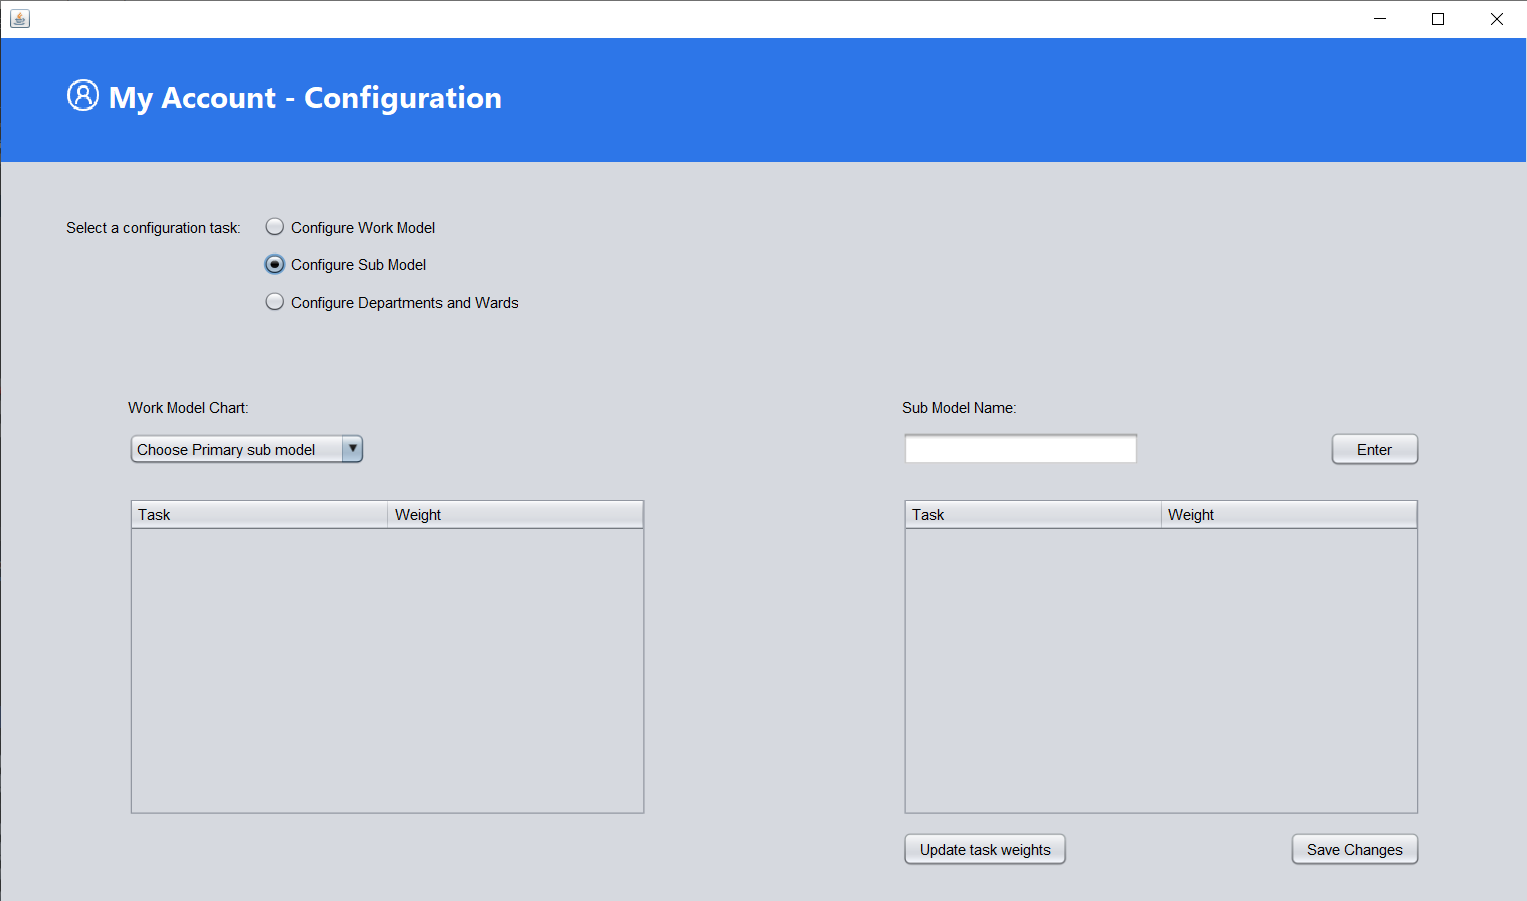 My Account - Configuration
Select a configuration task:
Configure Work Model
Configure Sub Model
Configure Departments and Wards
Work Model Chart:
Choose Primary sub model
Task Weight
Sub Model Name:
Enter
Task Weight
Update task weights
Save Changes